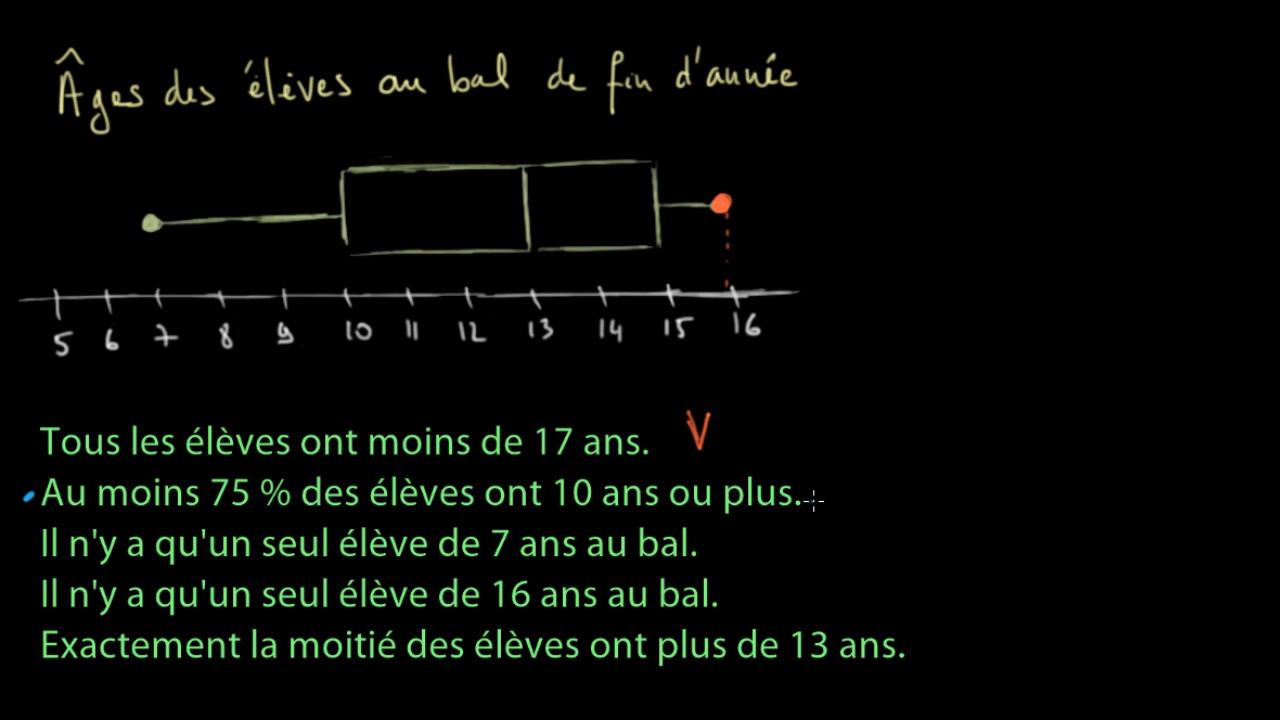 Âges des élèves au bal de fin d'année
5 6 7 8 9 10 11 12 13 14 15 16
Tous les élèves ont moins de 17 ans. V
Au moins 75 % des élèves ont 10 ans ou plus.
Il n'y a qu'un seul élève de 7 ans au bal.
Il n'y a qu'un seul élève de 16 ans au bal.
Exactement la moitié des élèves ont plus de 13 ans.